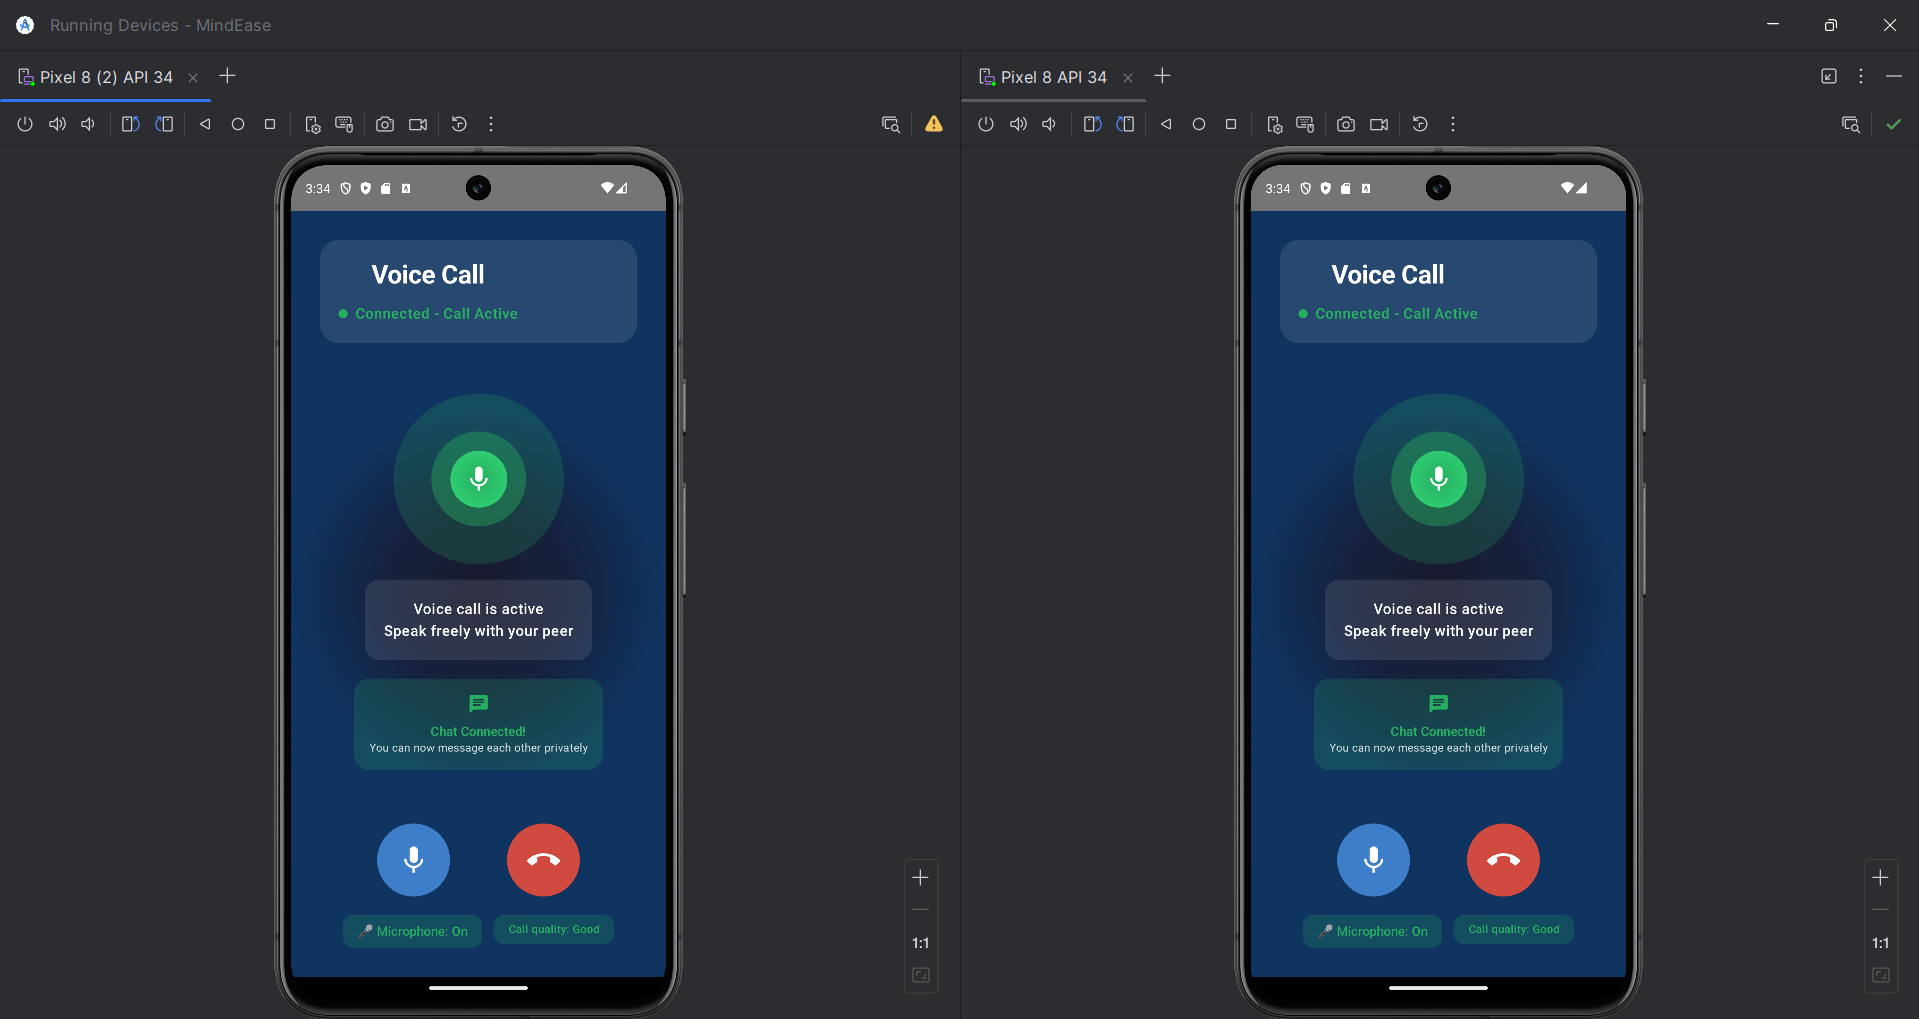 Running Devices - MindEase
Pixel 8 (2) API 34
Pixel 8 API 34
3:34
Voice Call
Connected - Call Active
Voice call is active
Speak freely with your peer
Chat Connected!
You can now message each other privately
Microphone: On
Call quality: Good
1:1
3:34
Voice Call
Connected - Call Active
Voice call is active
Speak freely with your peer
Chat Connected!
You can now message each other privately
Microphone: On
Call quality: Good
1:1